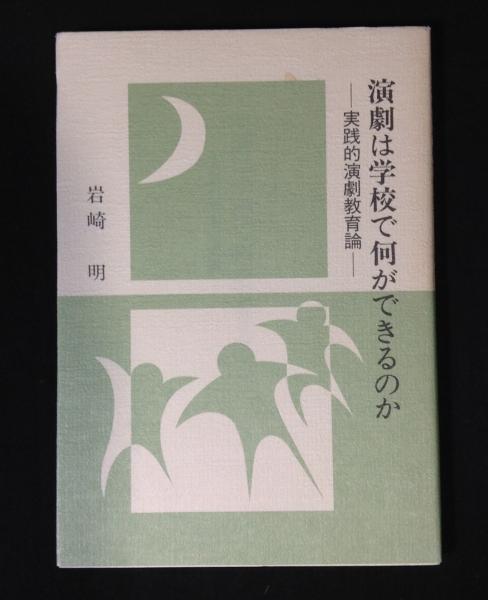 演劇は学校で何ができるのか
―実践的演劇教育論―
岩崎 明